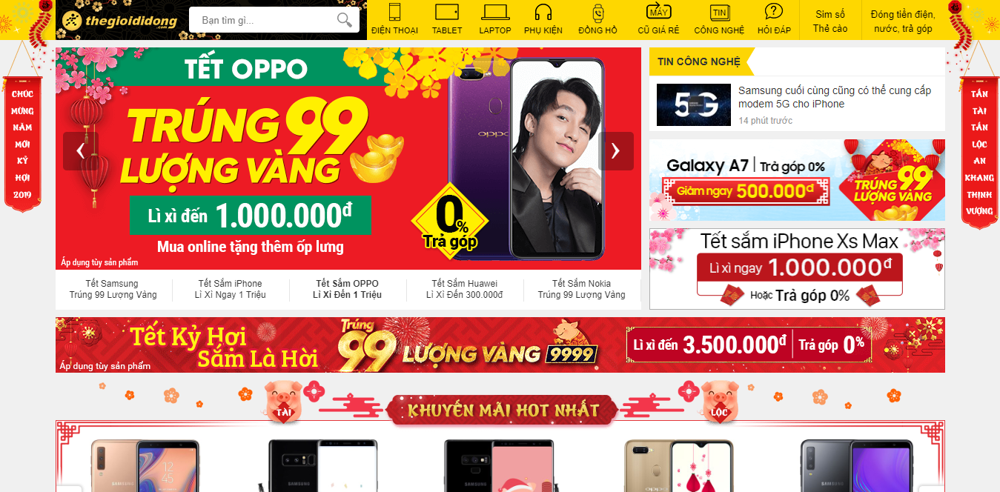 thegioididong
.com
Bạn tìm gì...
ĐIỆN THOẠI
TABLET
LAPTOP
PHỤ KIỆN
ĐỒNG HỒ
MÁY
CŨ GIÁ RẺ
TIN
CÔNG NGHỆ
HỎI ĐÁP
Sim số
Thẻ cào
Đóng tiền điện,
nước, trả góp
CHÚC
MỪNG
NĂM
MỚI
KỶ
HỢI
2019
TẤN
TÀI
TẤN
LỘC
AN
KHANG
THỊNH
VƯỢNG
TẾT OPPO
TRÚNG 99
LƯỢNG VÀNG
Lì xì đến 1.000.000đ
Mua online tặng thêm ốp lưng
Áp dụng tùy sản phẩm
oppo
0%
Trả góp
Tết Samsung
Trúng 99 Lượng Vàng
Tết Sắm iPhone
Lì Xì Ngay 1 Triệu
Tết Sắm OPPO
Lì Xì Đến 1 Triệu
Tết Sắm Huawei
Lì Xì Đến 300.000đ
Tết Sắm Nokia
Trúng 99 Lượng Vàng
TIN CÔNG NGHỆ
5G
Samsung cuối cùng cũng có thể cung cấp
modem 5G cho iPhone
14 phút trước
Galaxy A7 | Trả góp 0%
Giảm ngay 500.000đ
TRÚNG 99
LƯỢNG VÀNG
Tết sắm iPhone Xs Max
Lì xì ngay 1.000.000đ
Hoặc Trả góp 0%
Tết Kỷ Hợi
Sắm Là Hời
Áp dụng tùy sản phẩm
Trúng
99 LƯỢNG VÀNG 9999
Lì xì đến 3.500.000đ | Trả góp 0%
TÀI
KHUYẾN MÃI HOT NHẤT
LỘC
12
45
oppo